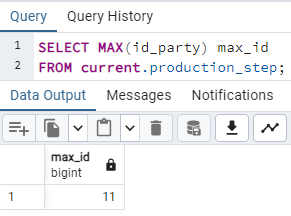 Query Query History
1 SELECT MAX(id_party) max_id
2 FROM current.production_step;
Data Output Messages Notifications
max_id
bigint
1 11